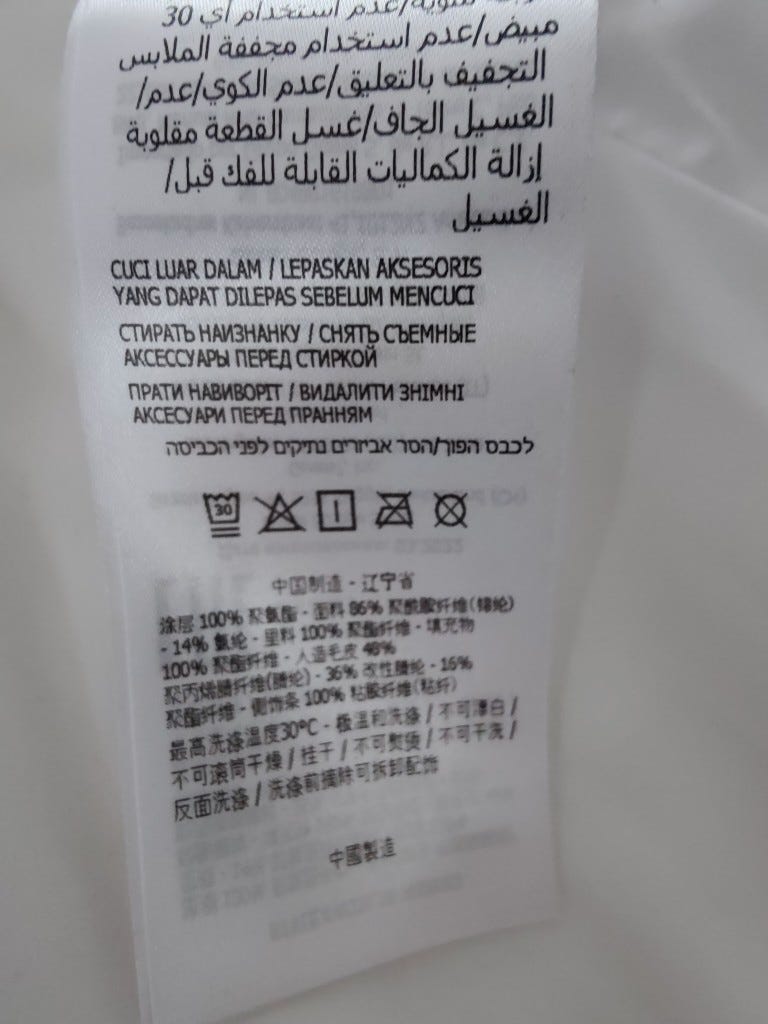 عدم استخدام أي 30
مبيض/عدم استخدام مجففة الملابس
التجفيف بالتعليق/عدم الكوي/عدم/
الغسيل الجاف/غسل القطعة مقلوبة
إزالة الكماليات القابلة للفك قبل/
الغسيل
CUCI LUAR DALAM / LEPASKAN AKSESORIS
YANG DAPAT DILEPAS SEBELUM MENCUCI
СТИРАТЬ НАИЗНАНКУ / СНЯТЬ СЪЕМНЫЕ
АКСЕССУАРЫ ПЕРЕД СТИРКОЙ
ПРАТИ НАВИВОРІТ / ВИДАЛИТИ ЗНІМНІ
АКСЕСУАРИ ПЕРЕД ПРАННЯМ
לכבס הפוך/הסר אביזרים נתיקים לפני הכביסה
30
中国制造 - 辽宁省
涂层 100% 聚氨酯 - 面料 86% 聚酰胺纤维(锦纶)
- 14% 氨纶 - 里料 100% 聚酯纤维 - 填充物
100% 聚酯纤维 - 人造毛皮 48%
聚丙烯腈纤维(腈纶) - 36% 改性腈纶 - 16%
聚酯纤维 - 侧饰条 100% 粘胶纤维(粘纤)
最高洗涤温度30°C - 极温和洗涤 / 不可漂白 /
不可滚筒干燥 / 挂干 / 不可熨烫 / 不可干洗 /
反面洗涤 / 洗涤前摘除可拆卸配饰
中國製造